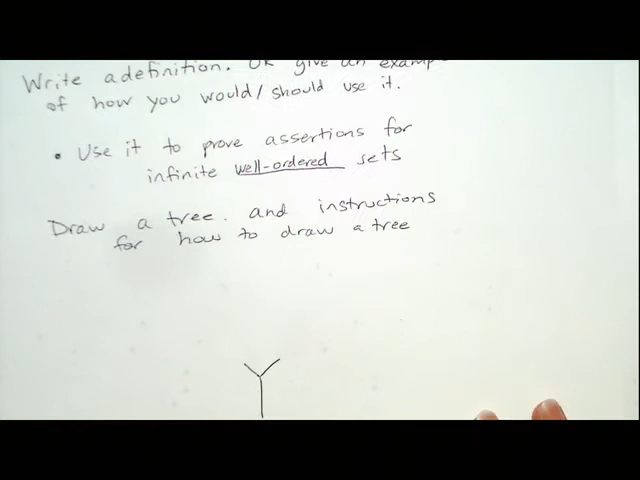 Write a definition. OR give an examp
of how you would/should use it.
• Use it to prove assertions for
infinite well-ordered sets
Draw a tree. and instructions
for how to draw a tree